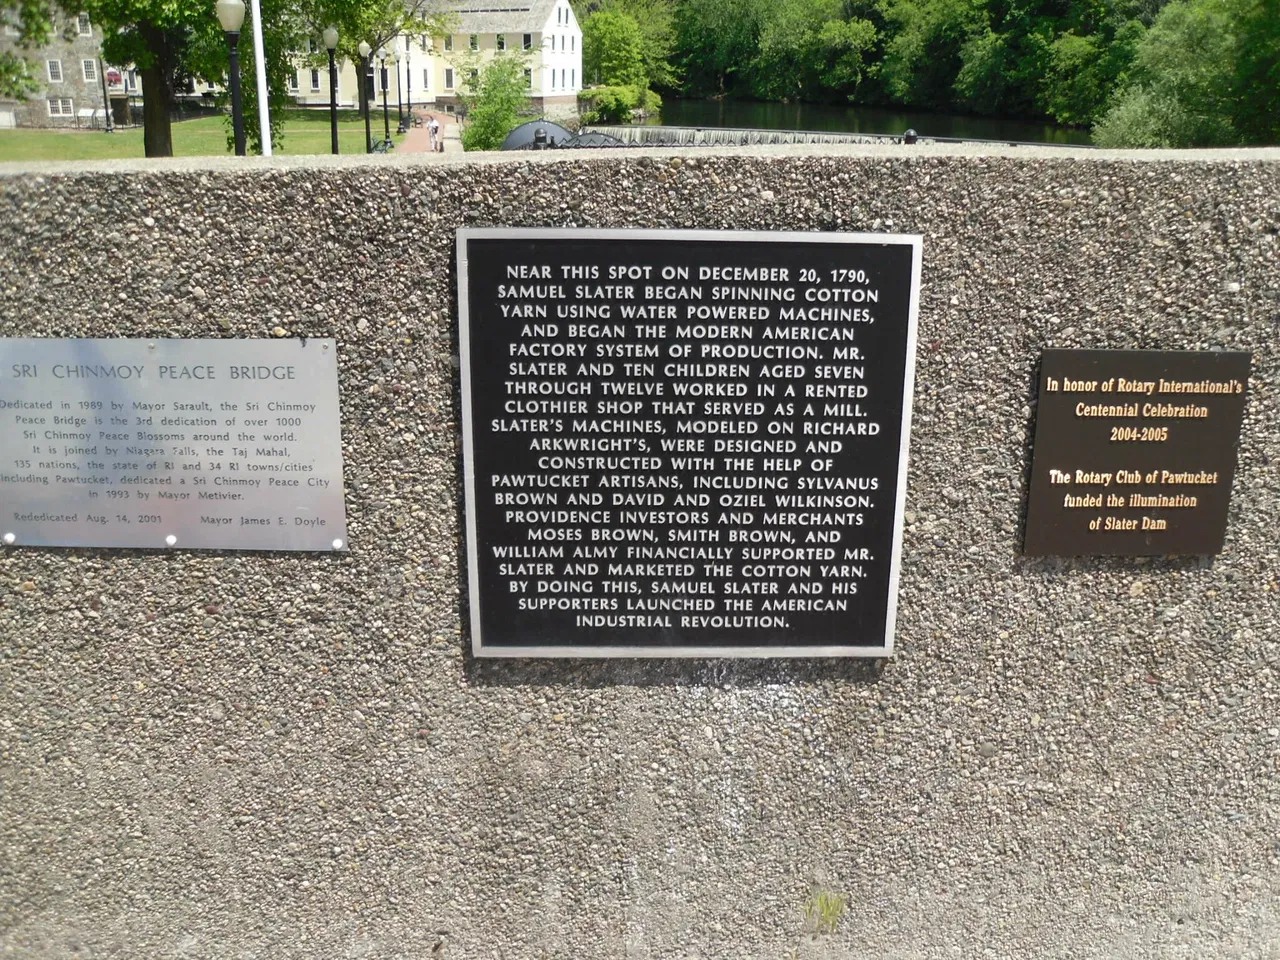 SRI CHINMOY PEACE BRIDGE
Dedicated in 1989 by Mayor Sarault, the Sri Chinmoy
Peace Bridge is the 3rd dedication of over 1000
Sri Chinmoy Peace Blossoms around the world.
It is joined by Niagara Falls, the Taj Mahal,
135 nations, the state of RI and 34 RI towns/cities
including Pawtucket, dedicated a Sri Chinmoy Peace City
in 1993 by Mayor Metivier.
Rededicated Aug. 14, 2001 Mayor James E. Doyle
NEAR THIS SPOT ON DECEMBER 20, 1790,
SAMUEL SLATER BEGAN SPINNING COTTON
YARN USING WATER POWERED MACHINES,
AND BEGAN THE MODERN AMERICAN
FACTORY SYSTEM OF PRODUCTION. MR.
SLATER AND TEN CHILDREN AGED SEVEN
THROUGH TWELVE WORKED IN A RENTED
CLOTHIER SHOP THAT SERVED AS A MILL.
SLATER'S MACHINES, MODELED ON RICHARD
ARKWRIGHT'S, WERE DESIGNED AND
CONSTRUCTED WITH THE HELP OF
PAWTUCKET ARTISANS, INCLUDING SYLVANUS
BROWN AND DAVID AND OZIEL WILKINSON.
PROVIDENCE INVESTORS AND MERCHANTS
MOSES BROWN, SMITH BROWN, AND
WILLIAM ALMY FINANCIALLY SUPPORTED MR.
SLATER AND MARKETED THE COTTON YARN.
BY DOING THIS, SAMUEL SLATER AND HIS
SUPPORTERS LAUNCHED THE AMERICAN
INDUSTRIAL REVOLUTION.
In honor of Rotary International's
Centennial Celebration
2004-2005
The Rotary Club of Pawtucket
funded the illumination
of Slater Dam